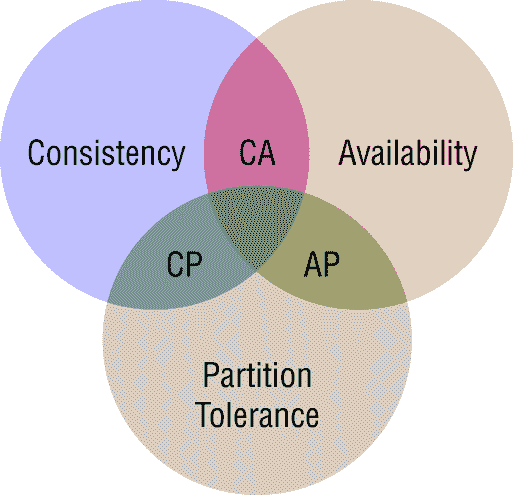 Consistency
CA
Availability
CP
AP
Partition
Tolerance